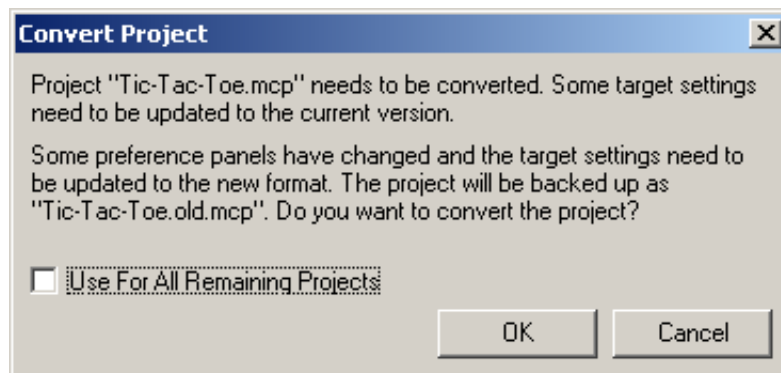 Convert Project
Project "Tic-Tac-Toe.mcp" needs to be converted. Some target settings
need to be updated to the current version.
Some preference panels have changed and the target settings need to
be updated to the new format. The project will be backed up as
"Tic-Tac-Toe.old.mcp". Do you want to convert the project?
Use For All Remaining Projects
OK
Cancel